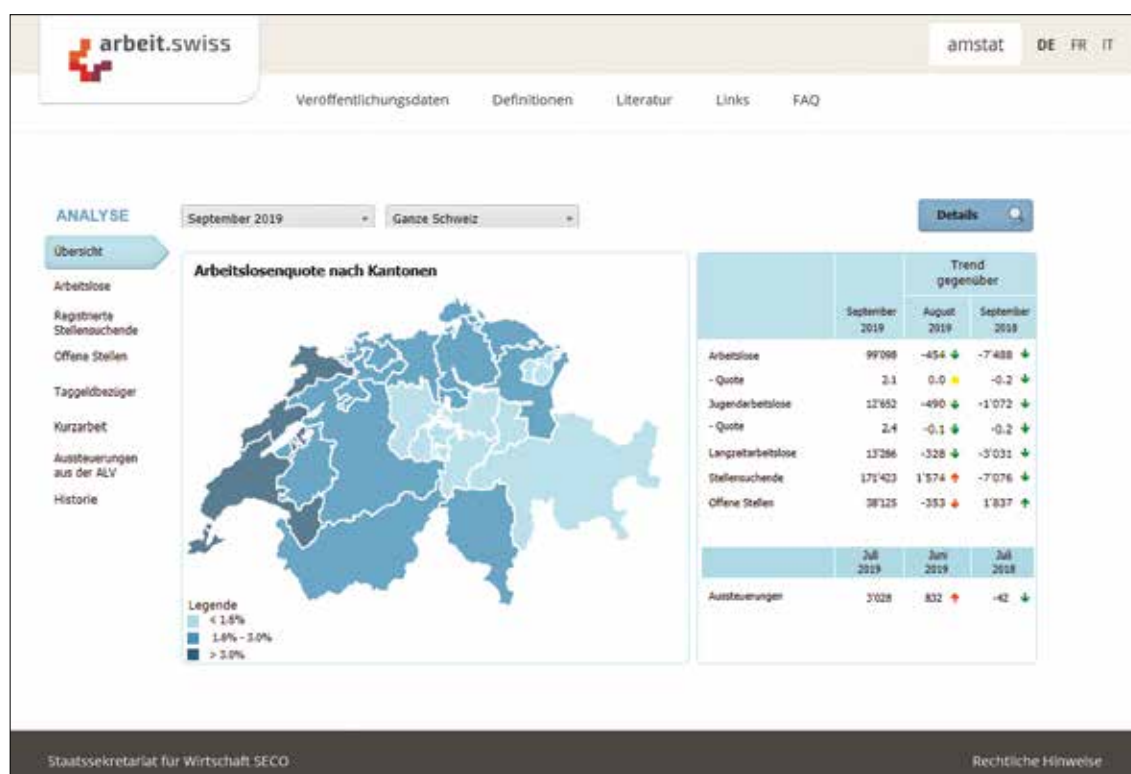 arbeit.swiss
amstat DE FR IT
Veröffentlichungsdaten Definitionen Literatur Links FAQ
ANALYSE
September 2019 Ganze Schweiz
Details
Übersicht
Arbeitslose
Registrierte
Stellensuchende
Offene Stellen
Taggeldbezüger
Kurzarbeit
Aussteuerungen
aus der ALV
Historie
Arbeitslosenquote nach Kantonen
Legende
< 1.8%
1.8% - 3.0%
> 3.0%
Trend
gegenüber
September August September
2019 2019 2018
Arbeitslose 99'098 -454 -7'488
- Quote 2.1 0.0 -0.2
Jugendarbeitslose 12'652 -490 -1'072
- Quote 2.4 -0.1 -0.2
Langzeitarbeitslose 13'286 -328 -3'031
Stellensuchende 171'423 1'574 -7'076
Offene Stellen 38'125 -353 1'837
Juli Juni Juli
2019 2019 2018
Aussteuerungen 3'028 832 -42
Staatssekretariat für Wirtschaft SECO Rechtliche Hinweise